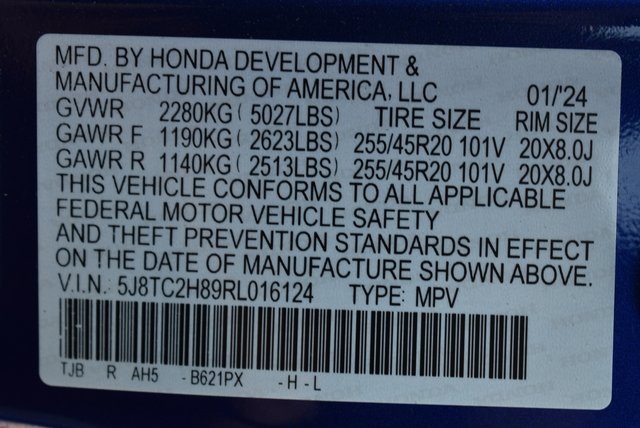 MFD. BY HONDA DEVELOPMENT &
MANUFACTURING OF AMERICA, LLC 01/'24
GVWR 2280KG ( 5027LBS) TIRE SIZE RIM SIZE
GAWR F 1190KG ( 2623LBS) 255/45R20 101V 20X8.0J
GAWR R 1140KG ( 2513LBS) 255/45R20 101V 20X8.0J
THIS VEHICLE CONFORMS TO ALL APPLICABLE
FEDERAL MOTOR VEHICLE SAFETY
AND THEFT PREVENTION STANDARDS IN EFFECT
ON THE DATE OF MANUFACTURE SHOWN ABOVE.
V.I.N.: 5J8TC2H89RL016124 TYPE: MPV
TJB R AH5 - B621PX - H - L